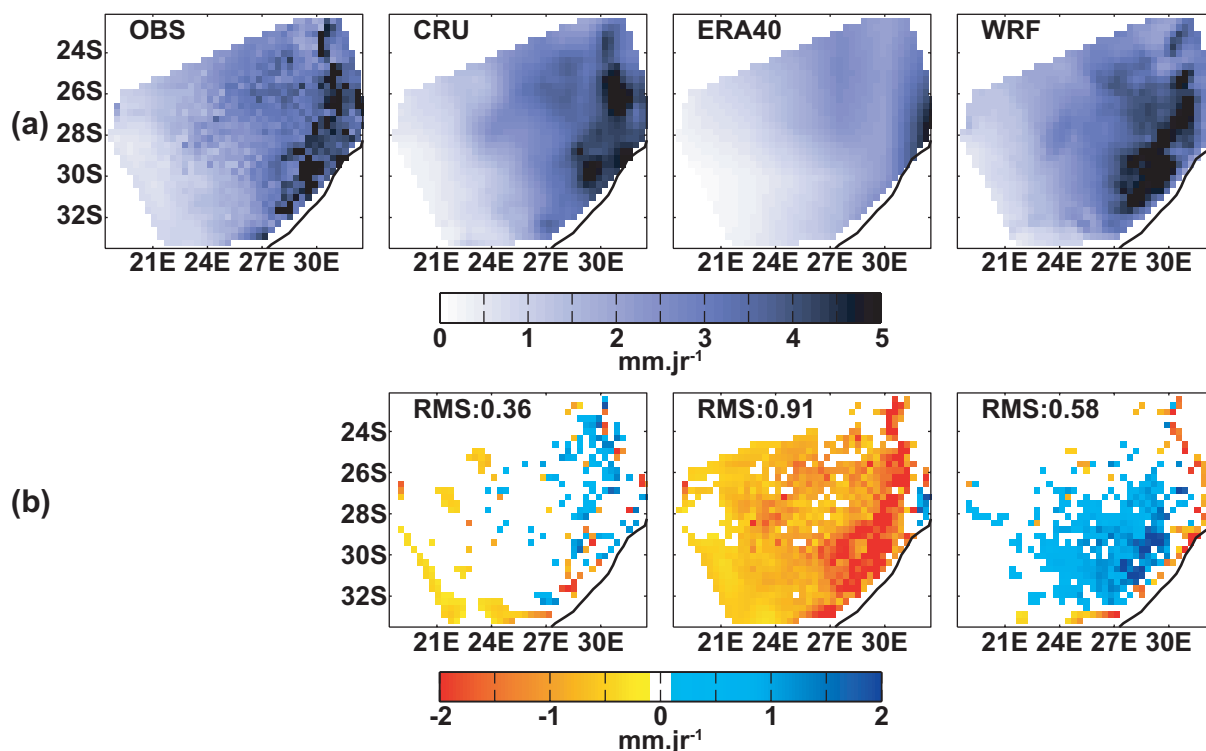 OBS CRU ERA40 WRF
(a)
24S
26S
28S
30S
32S
21E 24E 27E 30E 21E 24E 27E 30E 21E 24E 27E 30E 21E 24E 27E 30E
0 1 2 3 4 5
mm.jr⁻¹
RMS:0.36 RMS:0.91 RMS:0.58
(b)
24S
26S
28S
30S
32S
21E 24E 27E 30E 21E 24E 27E 30E 21E 24E 27E 30E
-2 -1 0 1 2
mm.jr⁻¹